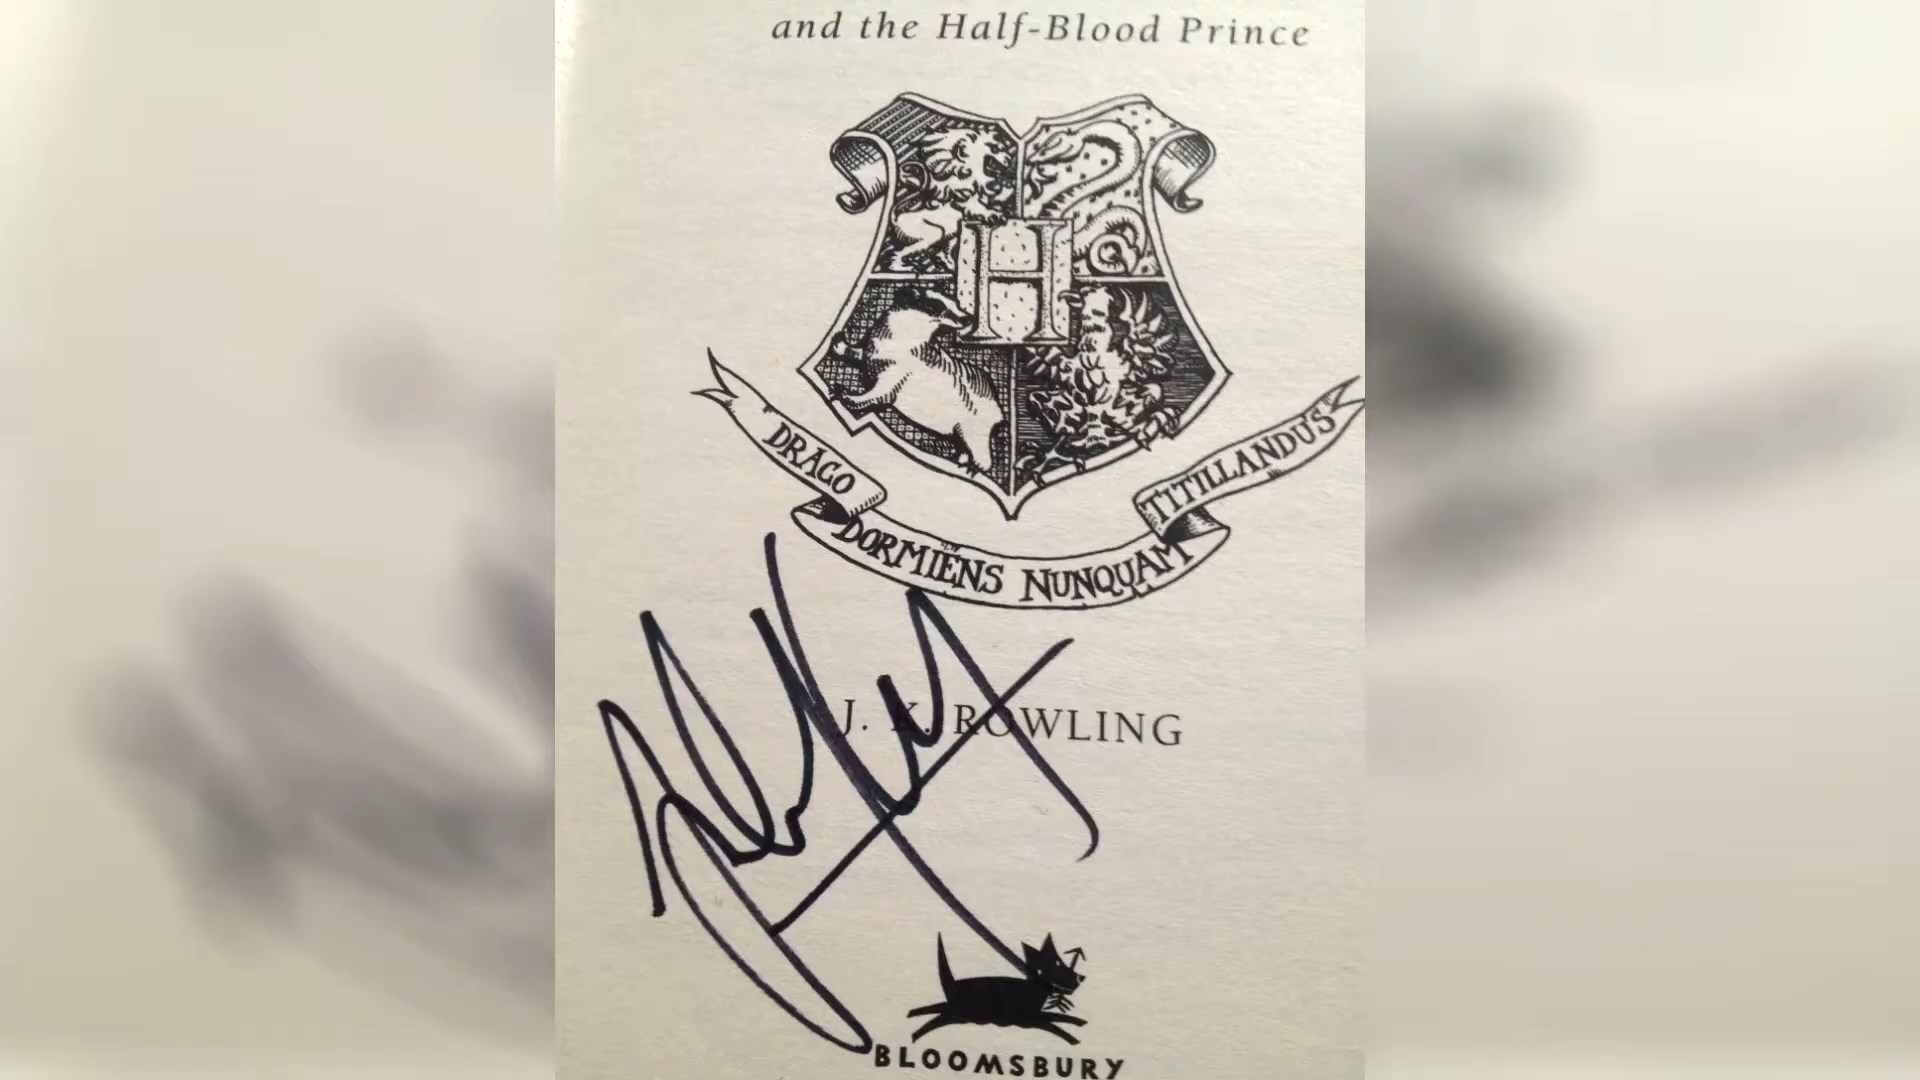 and the Half-Blood Prince
H
DRACO DORMIENS NUNQUAM TITILLANDUS
J. K. ROWLING
BLOOMSBURY